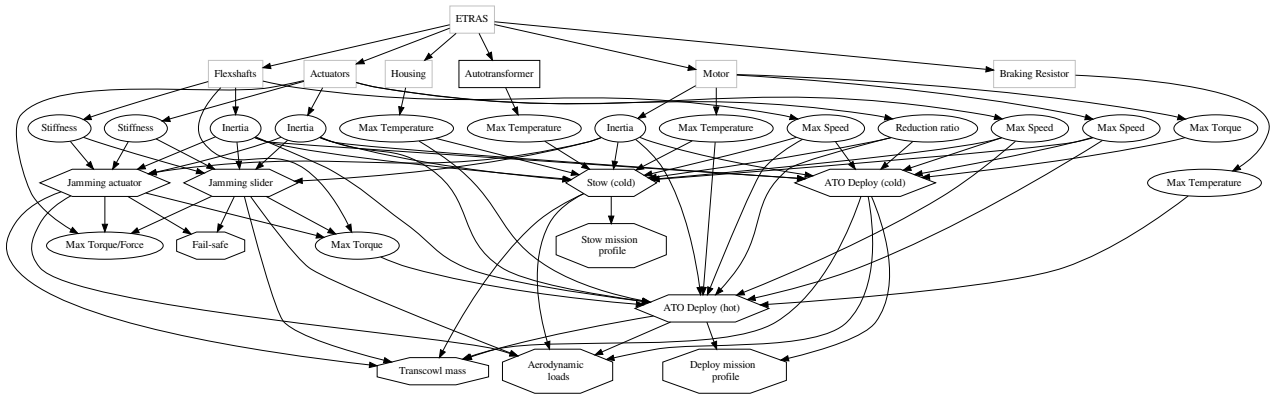 ETRAS
Flexshafts
Actuators
Housing
Autotransformer
Motor
Braking Resistor
Stiffness
Stiffness
Inertia
Inertia
Max Temperature
Max Temperature
Inertia
Max Temperature
Max Speed
Reduction ratio
Max Speed
Max Speed
Max Torque
Jamming actuator
Jamming slider
Stow (cold)
ATO Deploy (cold)
Max Temperature
Max Torque/Force
Fail-safe
Max Torque
Stow mission
profile
ATO Deploy (hot)
Transcowl mass
Aerodynamic
loads
Deploy mission
profile